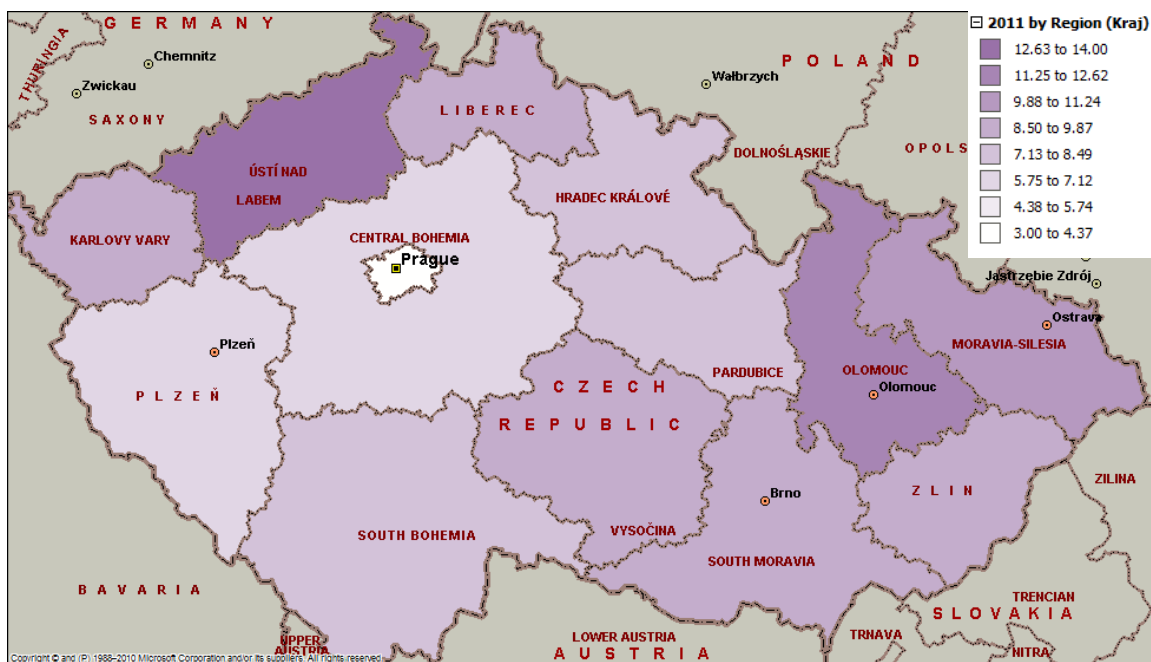 GERMANY
2011 by Region (Kraj)
12.63 to 14.00
11.25 to 12.62
9.88 to 11.24
8.50 to 9.87
7.13 to 8.49
5.75 to 7.12
4.38 to 5.74
3.00 to 4.37
THURINGIA
Chemnitz
Zwickau
SAXONY
POLAND
Wałbrzych
LIBEREC
DOLNOŚLĄSKIE
OPOLS
ÚSTÍ NAD
LABEM
HRADEC KRÁLOVÉ
KARLOVY VARY
CENTRAL BOHEMIA
Prague
Jastrzębie Zdrój
Ostrava
MORAVIA-SILESIA
Plzeň
PLZEŇ
PARDUBICE
OLOMOUC
Olomouc
CZECH
REPUBLIC
Brno
ZLIN
ZILINA
SOUTH BOHEMIA
VYSOČINA
SOUTH MORAVIA
BAVARIA
TRENCIAN
SLOVAKIA
UPPER
AUSTRIA
LOWER AUSTRIA
AUSTRIA
TRNAVA
NITRA
Copyright © and (P) 1988–2010 Microsoft Corporation and/or its suppliers. All rights reserved.